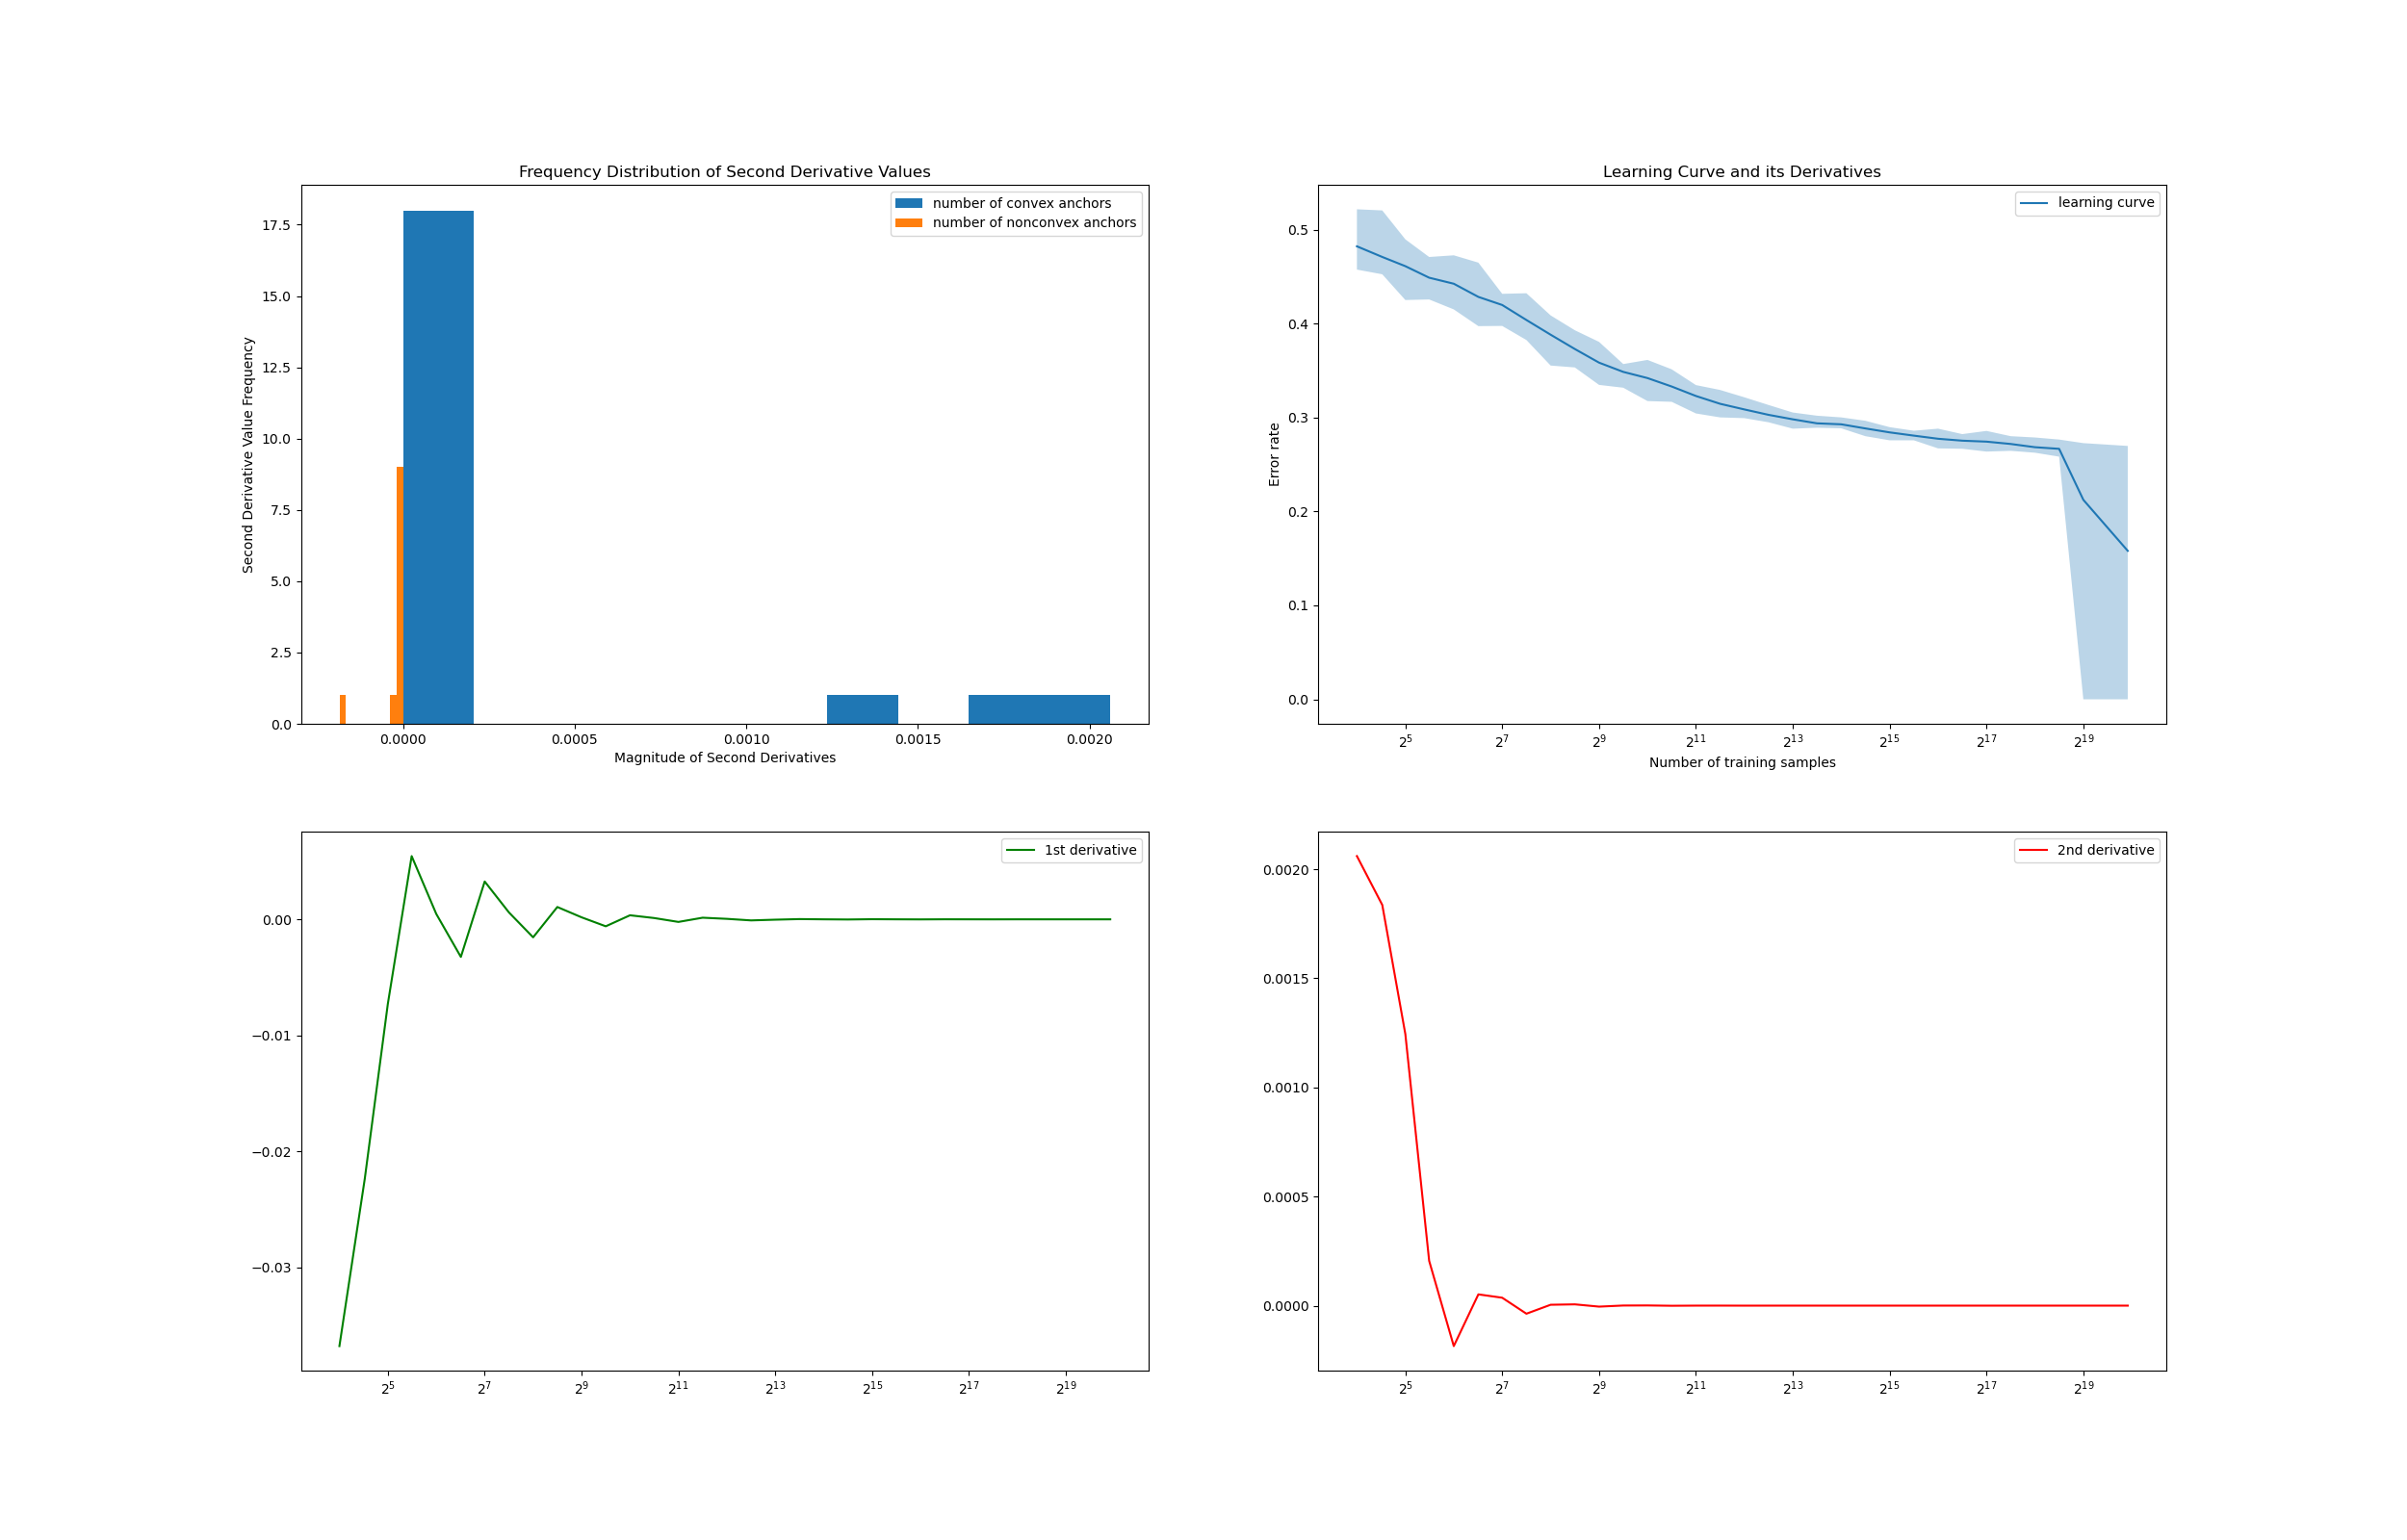 Frequency Distribution of Second Derivative Values
number of convex anchors
number of nonconvex anchors
17.5
15.0
12.5
10.0
7.5
5.0
2.5
0.0
Second Derivative Value Frequency
0.0000 0.0005 0.0010 0.0015 0.0020
Magnitude of Second Derivatives
Learning Curve and its Derivatives
learning curve
0.5
0.4
0.3
0.2
0.1
0.0
Error rate
2^5 2^7 2^9 2^11 2^13 2^15 2^17 2^19
Number of training samples
1st derivative
0.00
−0.01
−0.02
−0.03
2^5 2^7 2^9 2^11 2^13 2^15 2^17 2^19
2nd derivative
0.0020
0.0015
0.0010
0.0005
0.0000
2^5 2^7 2^9 2^11 2^13 2^15 2^17 2^19